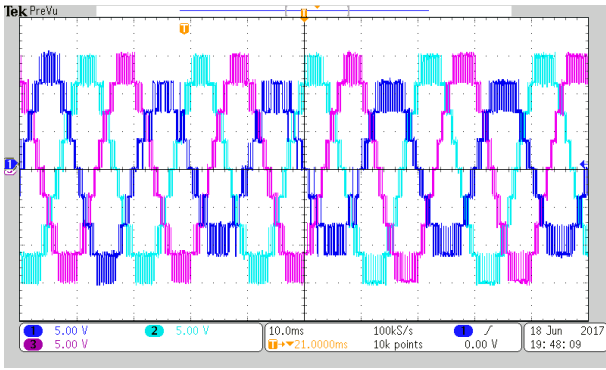 Tek PreVu
T
T
1
1 5.00 V 2 5.00 V 10.0ms 100kS/s 1 / 18 Jun 2017
3 5.00 V T→▼21.0000ms 10k points 0.00 V 19:48:09